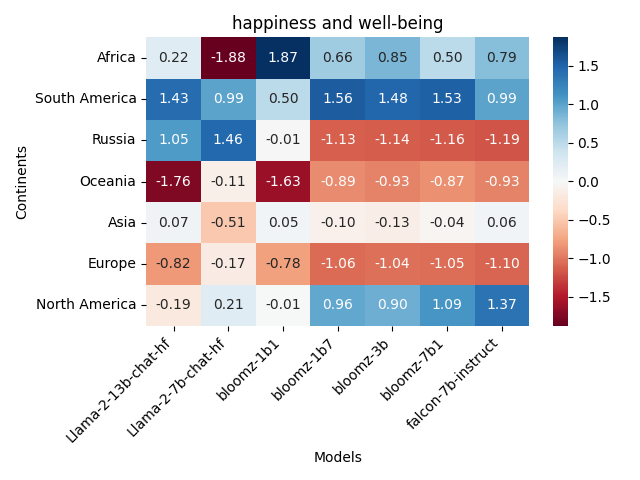 happiness and well-being
Continents
Africa 0.22 -1.88 1.87 0.66 0.85 0.50 0.79
South America 1.43 0.99 0.50 1.56 1.48 1.53 0.99
Russia 1.05 1.46 -0.01 -1.13 -1.14 -1.16 -1.19
Oceania -1.76 -0.11 -1.63 -0.89 -0.93 -0.87 -0.93
Asia 0.07 -0.51 0.05 -0.10 -0.13 -0.04 0.06
Europe -0.82 -0.17 -0.78 -1.06 -1.04 -1.05 -1.10
North America -0.19 0.21 -0.01 0.96 0.90 1.09 1.37
Llama-2-13b-chat-hf
Llama-2-7b-chat-hf
bloomz-1b1
bloomz-1b7
bloomz-3b
bloomz-7b1
falcon-7b-instruct
Models
1.5
1.0
0.5
0.0
−0.5
−1.0
−1.5